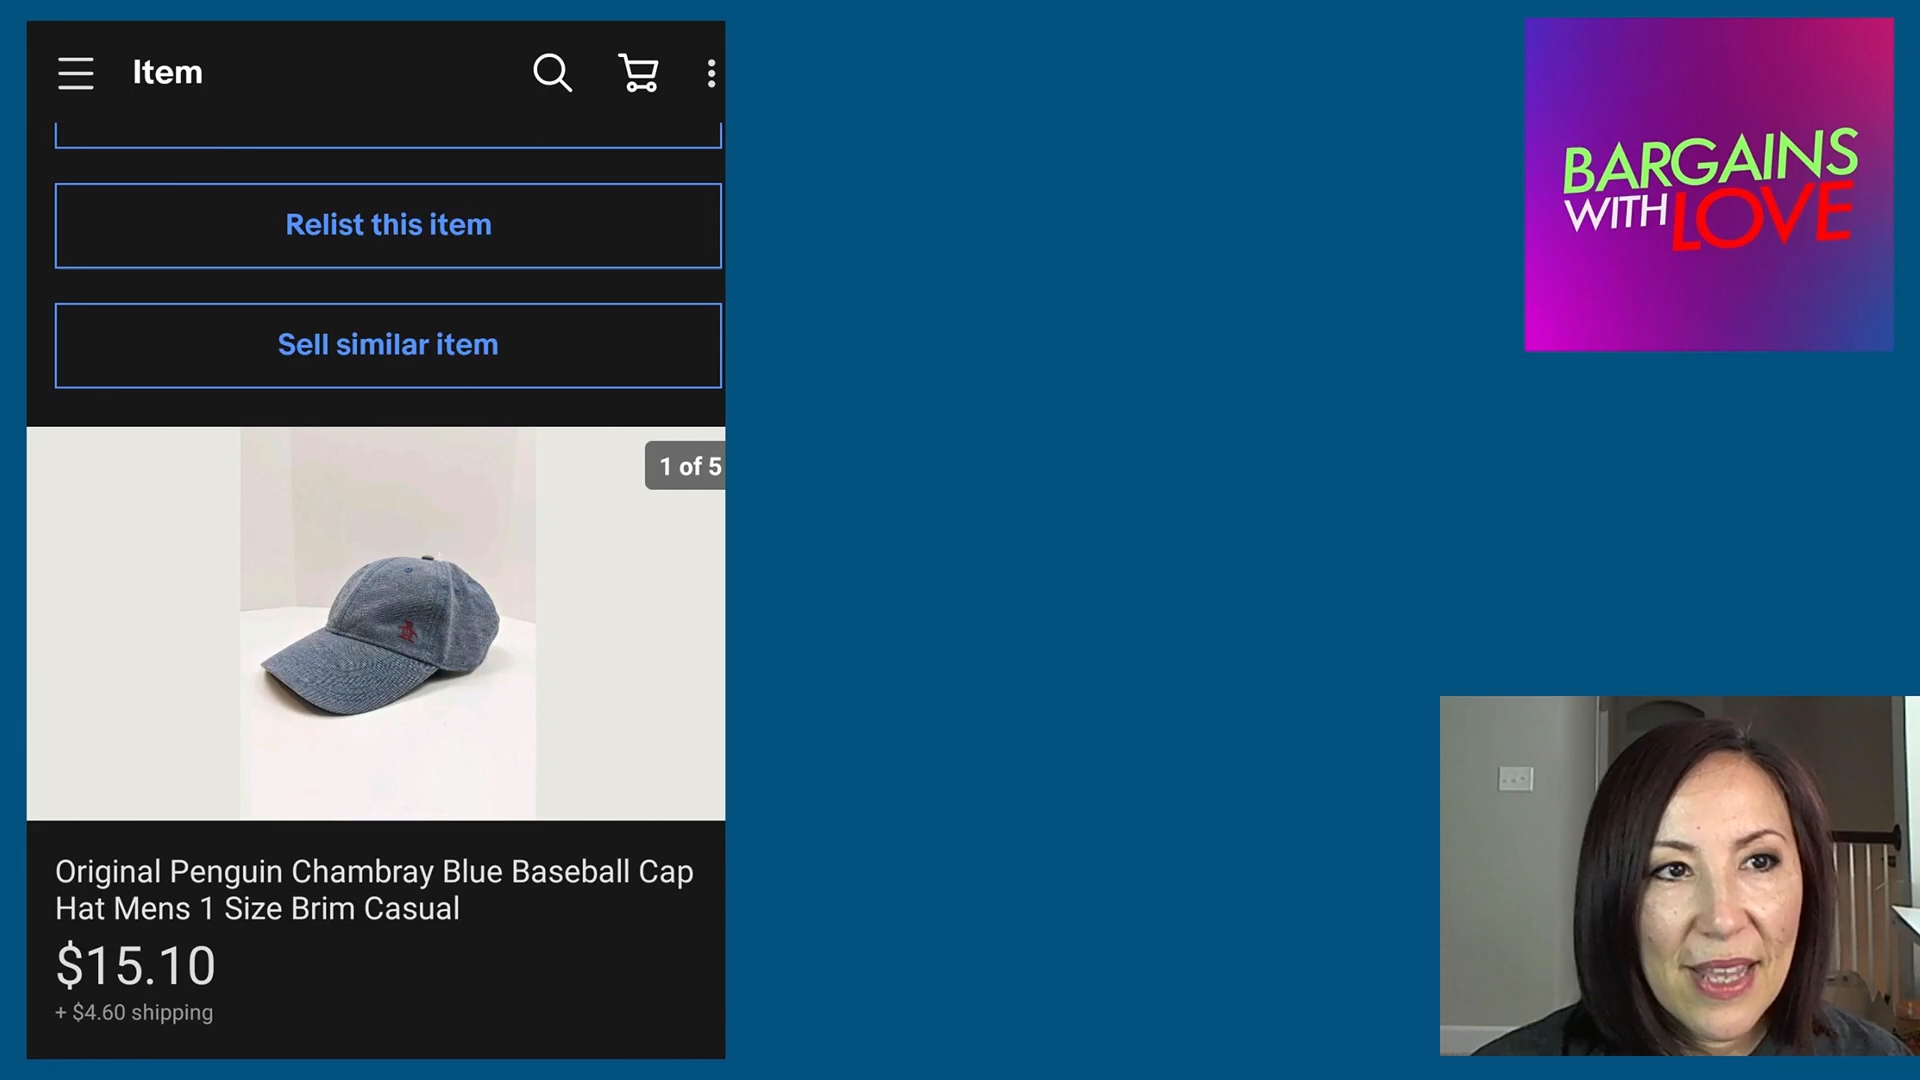 Item
Relist this item
Sell similar item
1 of 5
Original Penguin Chambray Blue Baseball Cap
Hat Mens 1 Size Brim Casual
$15.10
+ $4.60 shipping
BARGAINS
WITH LOVE